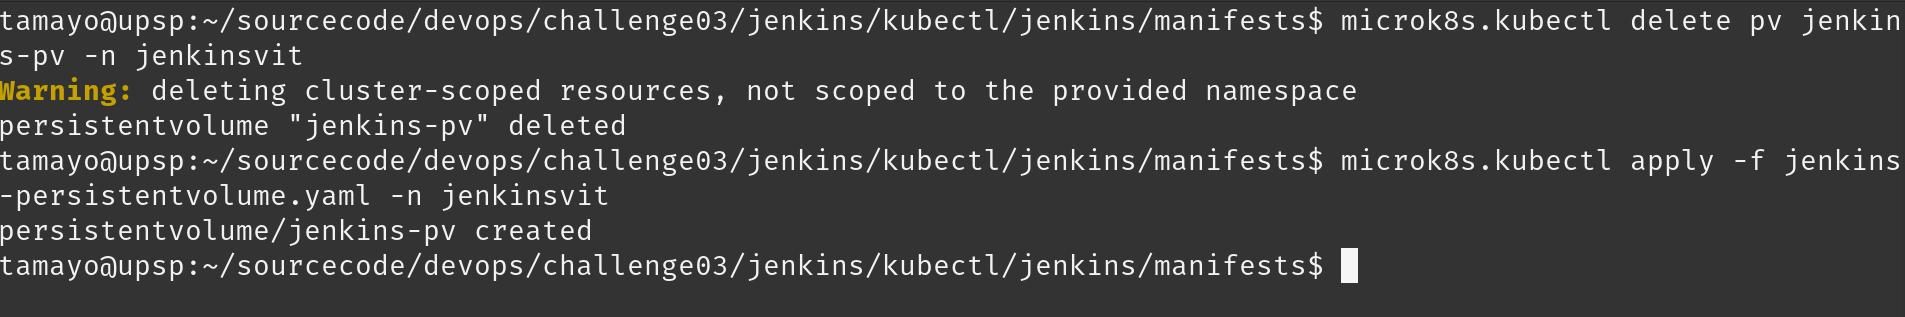 tamayo@upsp:~/sourcecode/devops/challenge03/jenkins/kubectl/jenkins/manifests$ microk8s.kubectl delete pv jenkin
s-pv -n jenkinsvit
Warning: deleting cluster-scoped resources, not scoped to the provided namespace
persistentvolume "jenkins-pv" deleted
tamayo@upsp:~/sourcecode/devops/challenge03/jenkins/kubectl/jenkins/manifests$ microk8s.kubectl apply -f jenkins
-persistentvolume.yaml -n jenkinsvit
persistentvolume/jenkins-pv created
tamayo@upsp:~/sourcecode/devops/challenge03/jenkins/kubectl/jenkins/manifests$